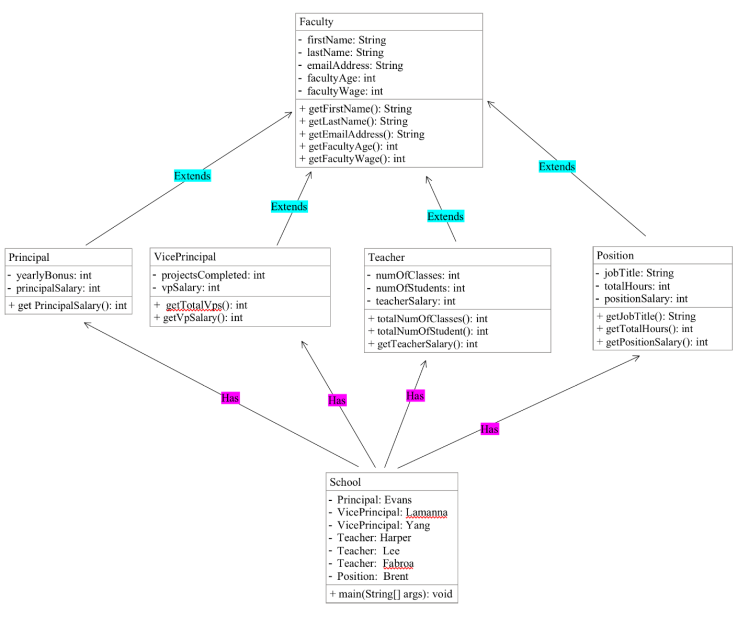 Faculty
- firstName: String
- lastName: String
- emailAddress: String
- facultyAge: int
- facultyWage: int
+ getFirstName(): String
+ getLastName(): String
+ getEmailAddress(): String
+ getFacultyAge(): int
+ getFacultyWage(): int
Extends
Extends
Extends
Extends
Principal
- yearlyBonus: int
- principalSalary: int
+ get PrincipalSalary(): int
VicePrincipal
- projectsCompleted: int
- vpSalary: int
+ getTotalVps(): int
+ getVpSalary(): int
Teacher
- numOfClasses: int
- numOfStudents: int
- teacherSalary: int
+ totalNumOfClasses(): int
+ totalNumOfStudent(): int
+ getTeacherSalary(): int
Position
- jobTitle: String
- totalHours: int
- positionSalary: int
+ getJobTitle(): String
+ getTotalHours(): int
+ getPositionSalary(): int
Has
Has
Has
Has
School
- Principal: Evans
- VicePrincipal: Lamanna
- VicePrincipal: Yang
- Teacher: Harper
- Teacher: Lee
- Teacher: Fabroa
- Position: Brent
+ main(String[] args): void